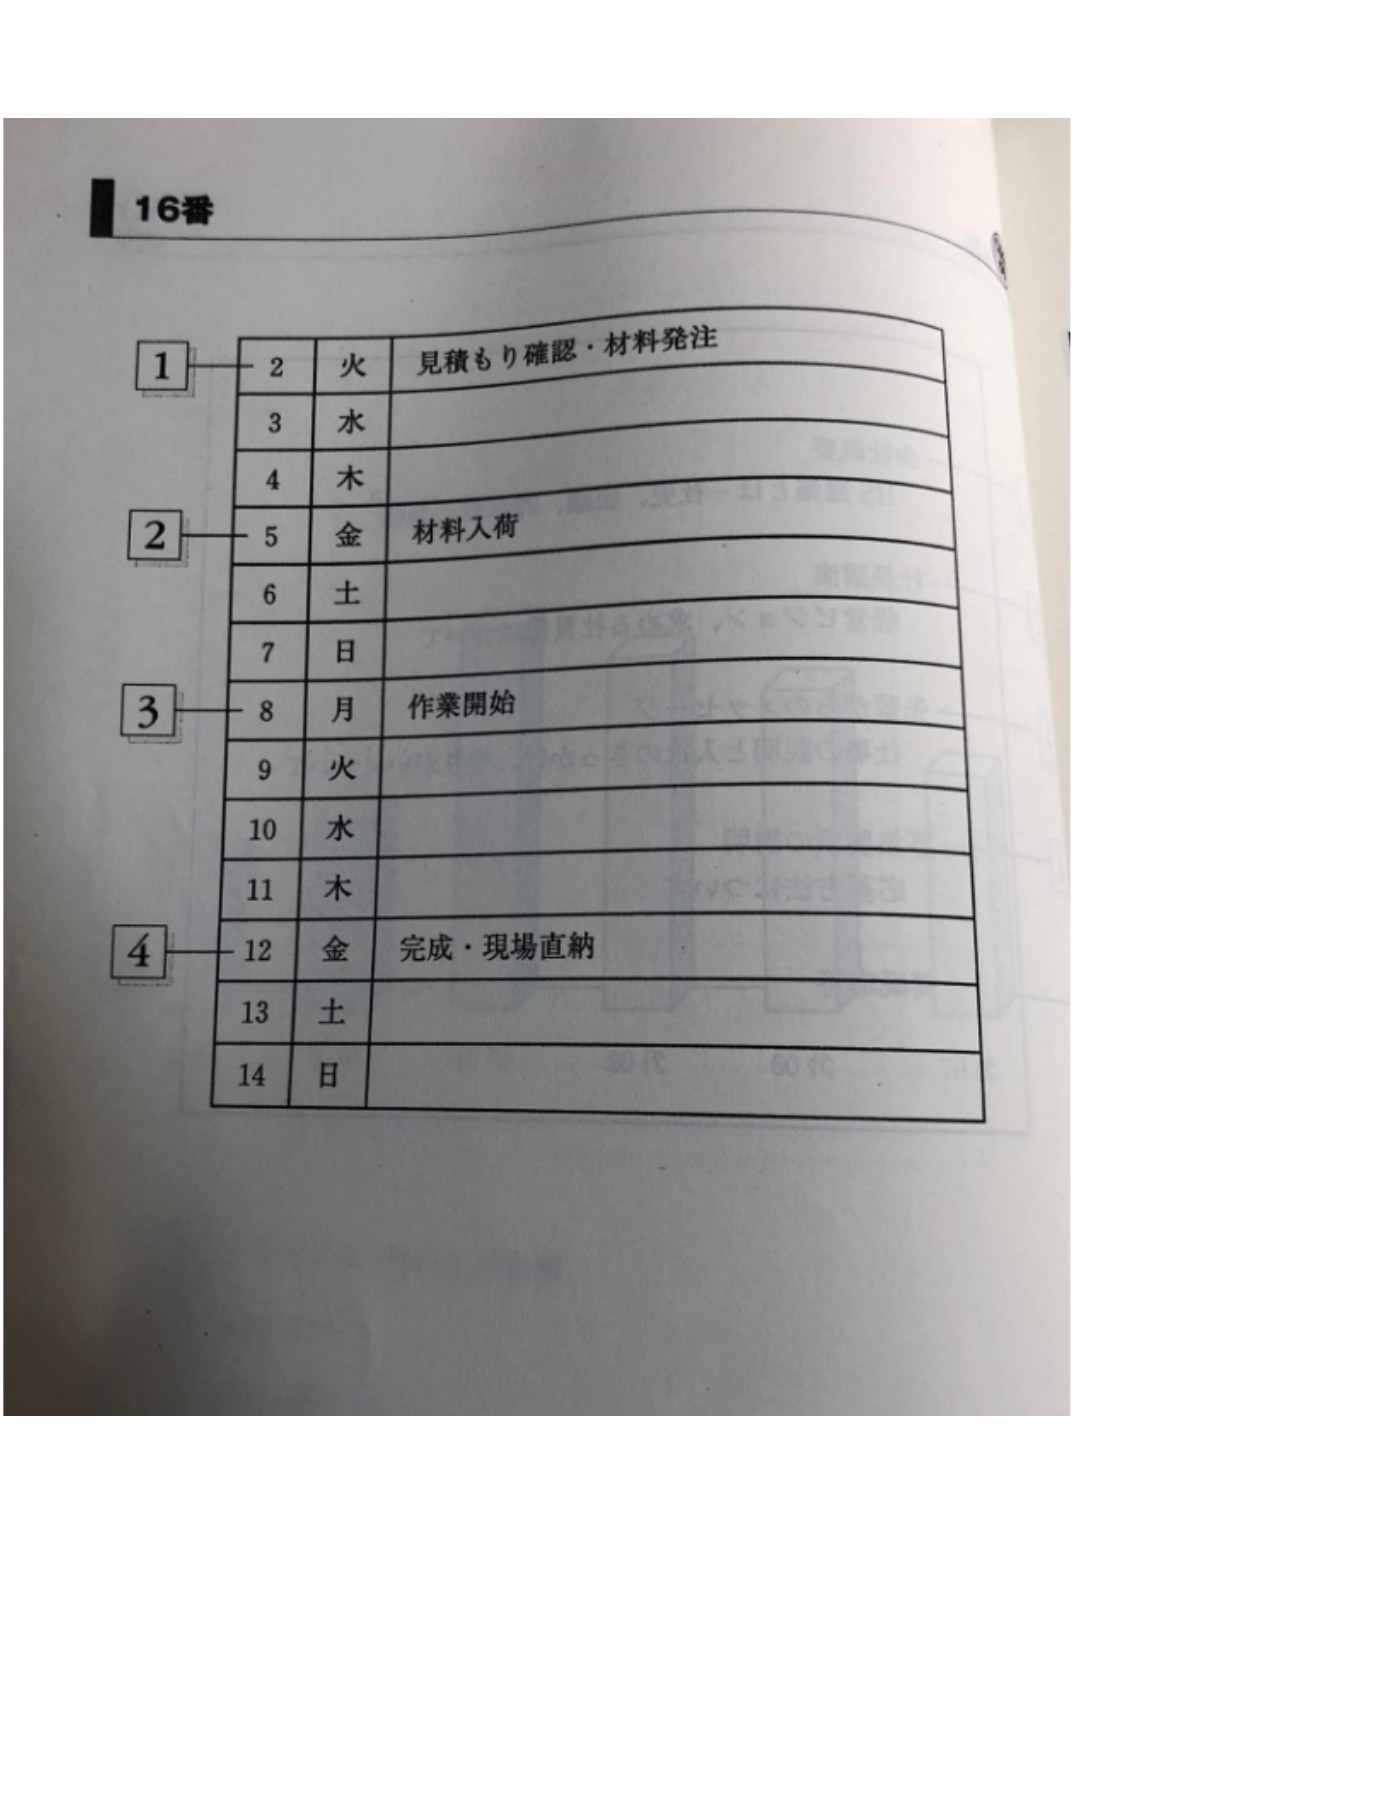 16番
1 2 火 見積もり確認・材料発注
3 水
4 木
2 5 金 材料入荷
6 土
7 日
3 8 月 作業開始
9 火
10 水
11 木
4 12 金 完成・現場直納
13 土
14 日